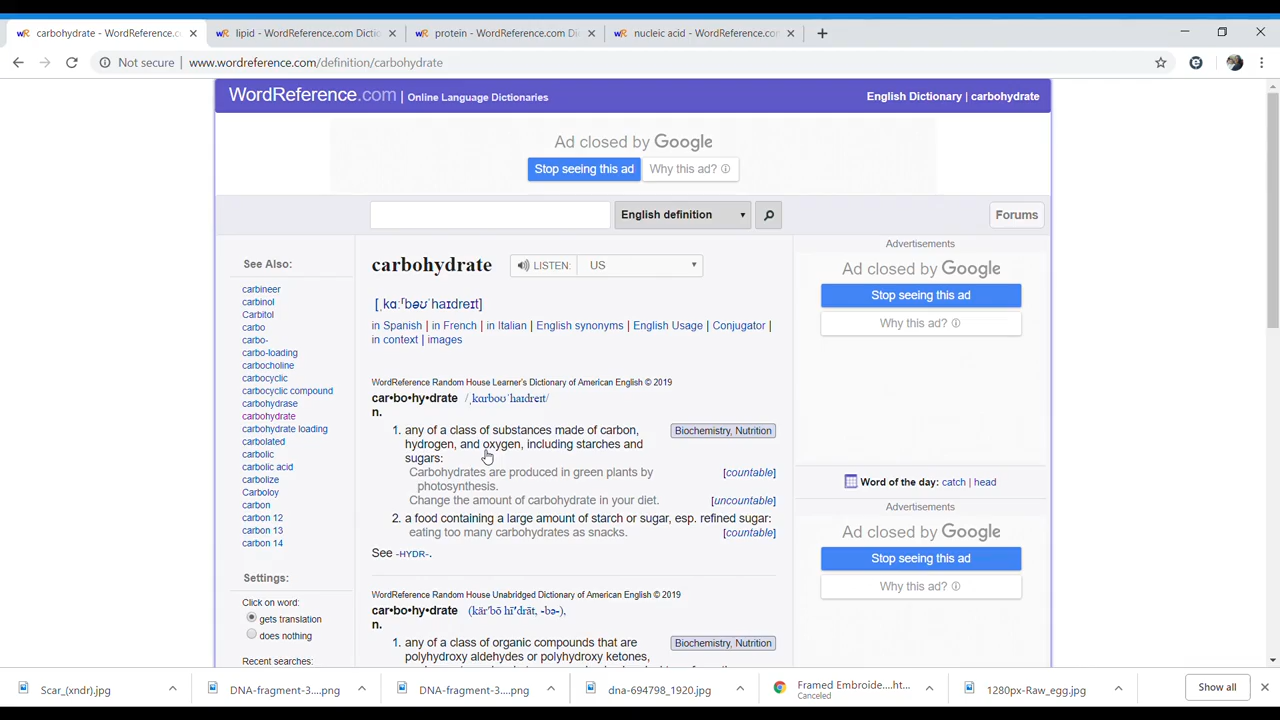 carbohydrate - WordReference.c
lipid - WordReference.com Dictio
protein - WordReference.com Di
nucleic acid - WordReference.co
Not secure | www.wordreference.com/definition/carbohydrate
WordReference.com | Online Language Dictionaries
English Dictionary | carbohydrate
Ad closed by Google
Stop seeing this ad
Why this ad?
English definition
Forums
See Also:
carbineer
carbinol
Carbitol
carbo
carbo-
carbo-loading
carbocholine
carbocyclic
carbocyclic compound
carbohydrase
carbohydrate
carbohydrate loading
carbolated
carbolic
carbolic acid
carbolize
Carboloy
carbon
carbon 12
carbon 13
carbon 14
Settings:
Click on word:
gets translation
does nothing
Recent searches:
carbohydrate
LISTEN:
US
[ˌkɑːʳbəʊˈhaɪdreɪt]
in Spanish | in French | in Italian | English synonyms | English Usage | Conjugator |
in context | images
WordReference Random House Learner's Dictionary of American English © 2019
car•bo•hy•drate /ˌkɑrboʊˈhaɪdreɪt/
n.
1. any of a class of substances made of carbon,
Biochemistry, Nutrition
hydrogen, and oxygen, including starches and
sugars:
Carbohydrates are produced in green plants by
[countable]
photosynthesis.
Change the amount of carbohydrate in your diet.
[uncountable]
2. a food containing a large amount of starch or sugar, esp. refined sugar:
eating too many carbohydrates as snacks.
[countable]
See -HYDR-.
WordReference Random House Unabridged Dictionary of American English © 2019
car•bo•hy•drate (kär′bō hī′drāt, -bə-),
n.
1. any of a class of organic compounds that are
Biochemistry, Nutrition
polyhydroxy aldehydes or polyhydroxy ketones,
Advertisements
Ad closed by Google
Stop seeing this ad
Why this ad?
Word of the day: catch | head
Advertisements
Ad closed by Google
Stop seeing this ad
Why this ad?
Scar_(xndr).jpg
DNA-fragment-3....png
DNA-fragment-3....png
dna-694798_1920.jpg
Framed Embroide....ht...
Canceled
1280px-Raw_egg.jpg
Show all